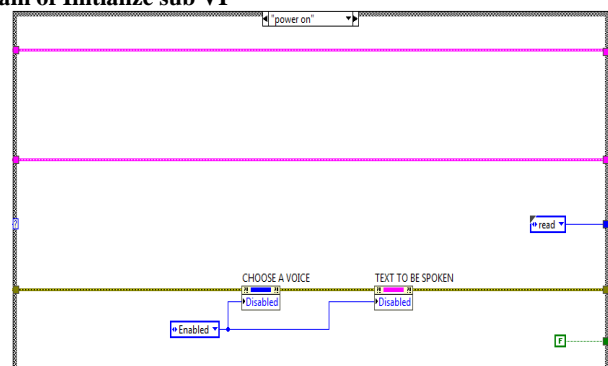 "power on"
read
CHOOSE A VOICE
TEXT TO BE SPOKEN
Disabled
Disabled
Enabled
F